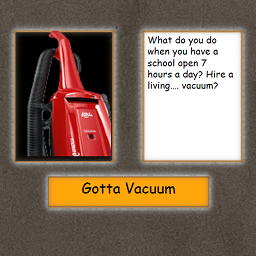 What do you do
when you have a
school open 7
hours a day? Hire a
living.... vacuum?
Gotta Vacuum